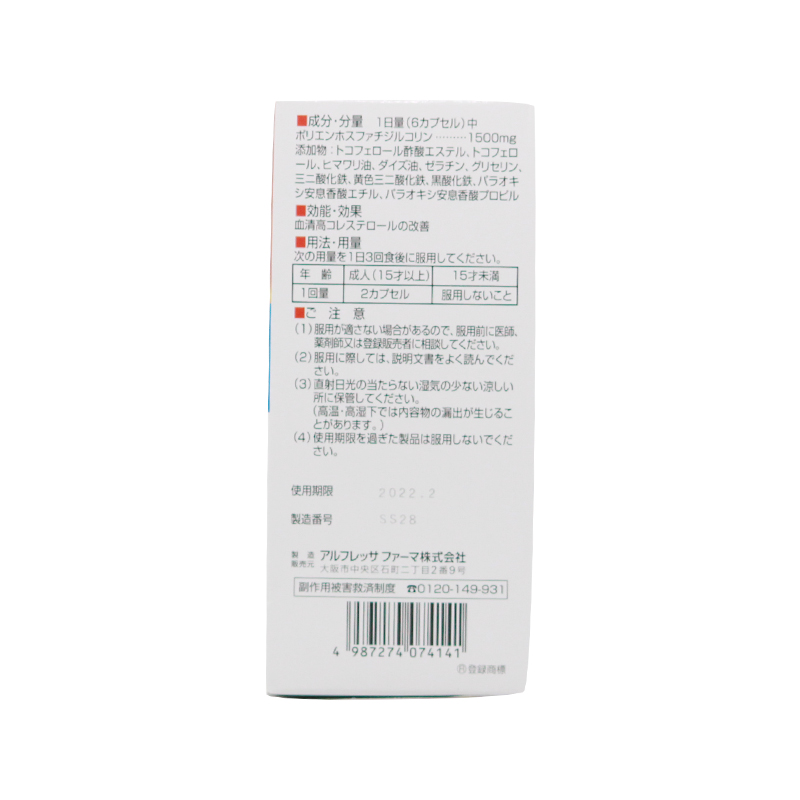 ■成分・分量 1日量(6カプセル)中
ポリエンホスファチジルコリン………1500mg
添加物：トコフェロール酢酸エステル、トコフェロ
ール、ヒマワリ油、ダイズ油、ゼラチン、グリセリン、
三二酸化鉄、黄色三二酸化鉄、黒酸化鉄、パラオキ
シ安息香酸エチル、パラオキシ安息香酸プロピル
■効能・効果
血清高コレステロールの改善
■用法・用量
次の用量を1日3回食後に服用してください。
年 齢 成人(15才以上) 15才未満
1回量 2カプセル 服用しないこと
■ご 注 意
(1)服用が適さない場合があるので、服用前に医師、
薬剤師又は登録販売者に相談してください。
(2)服用に際しては、説明文書をよく読んでくだ
さい。
(3)直射日光の当たらない湿気の少ない涼しい
所に保管してください。
(高温・高湿下では内容物の漏出が生じるこ
とがあります。)
(4)使用期限を過ぎた製品は服用しないでくだ
さい。
使用期限 2022.2
製造番号 SS28
製 造
販売元 アルフレッサ ファーマ株式会社
大阪市中央区石町二丁目2番9号
副作用被害救済制度 ☎0120-149-931
4 987274 074141
Ⓡ登録商標